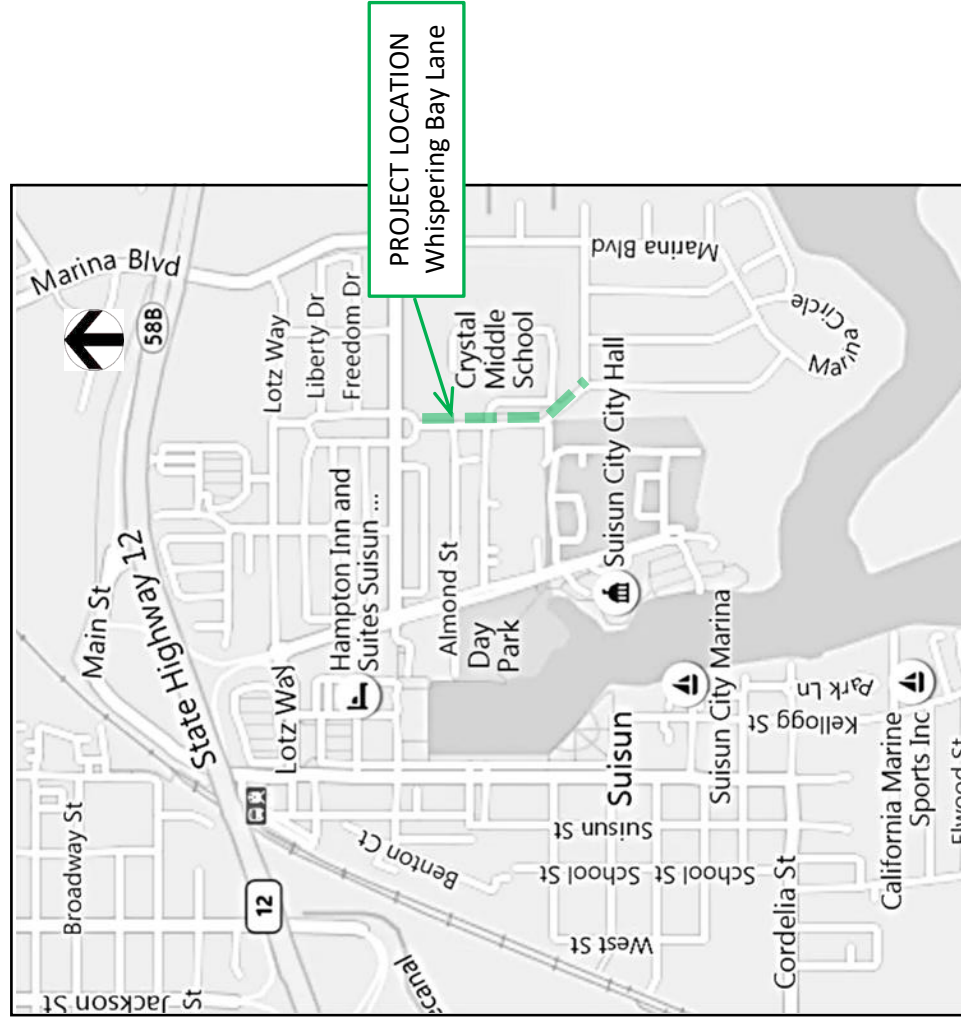 PROJECT LOCATION
Whispering Bay Lane
Marina Blvd
58B
Main St
State Highway 12
Lotz Way
Liberty Dr
Freedom Dr
Broadway St
Jackson St
12
Lotz Way
Hampton Inn and
Suites Suisun ...
Almond St
Crystal
Middle
School
Day
Park
Benton Ct
canal
Suisun City City Hall
Marina Blvd
Marina Circle
Suisun
Suisun St
School St
School St
West St
Suisun City Marina
Kellogg St
Park Ln
Cordelia St
California Marine
Sports Inc
Elwood St